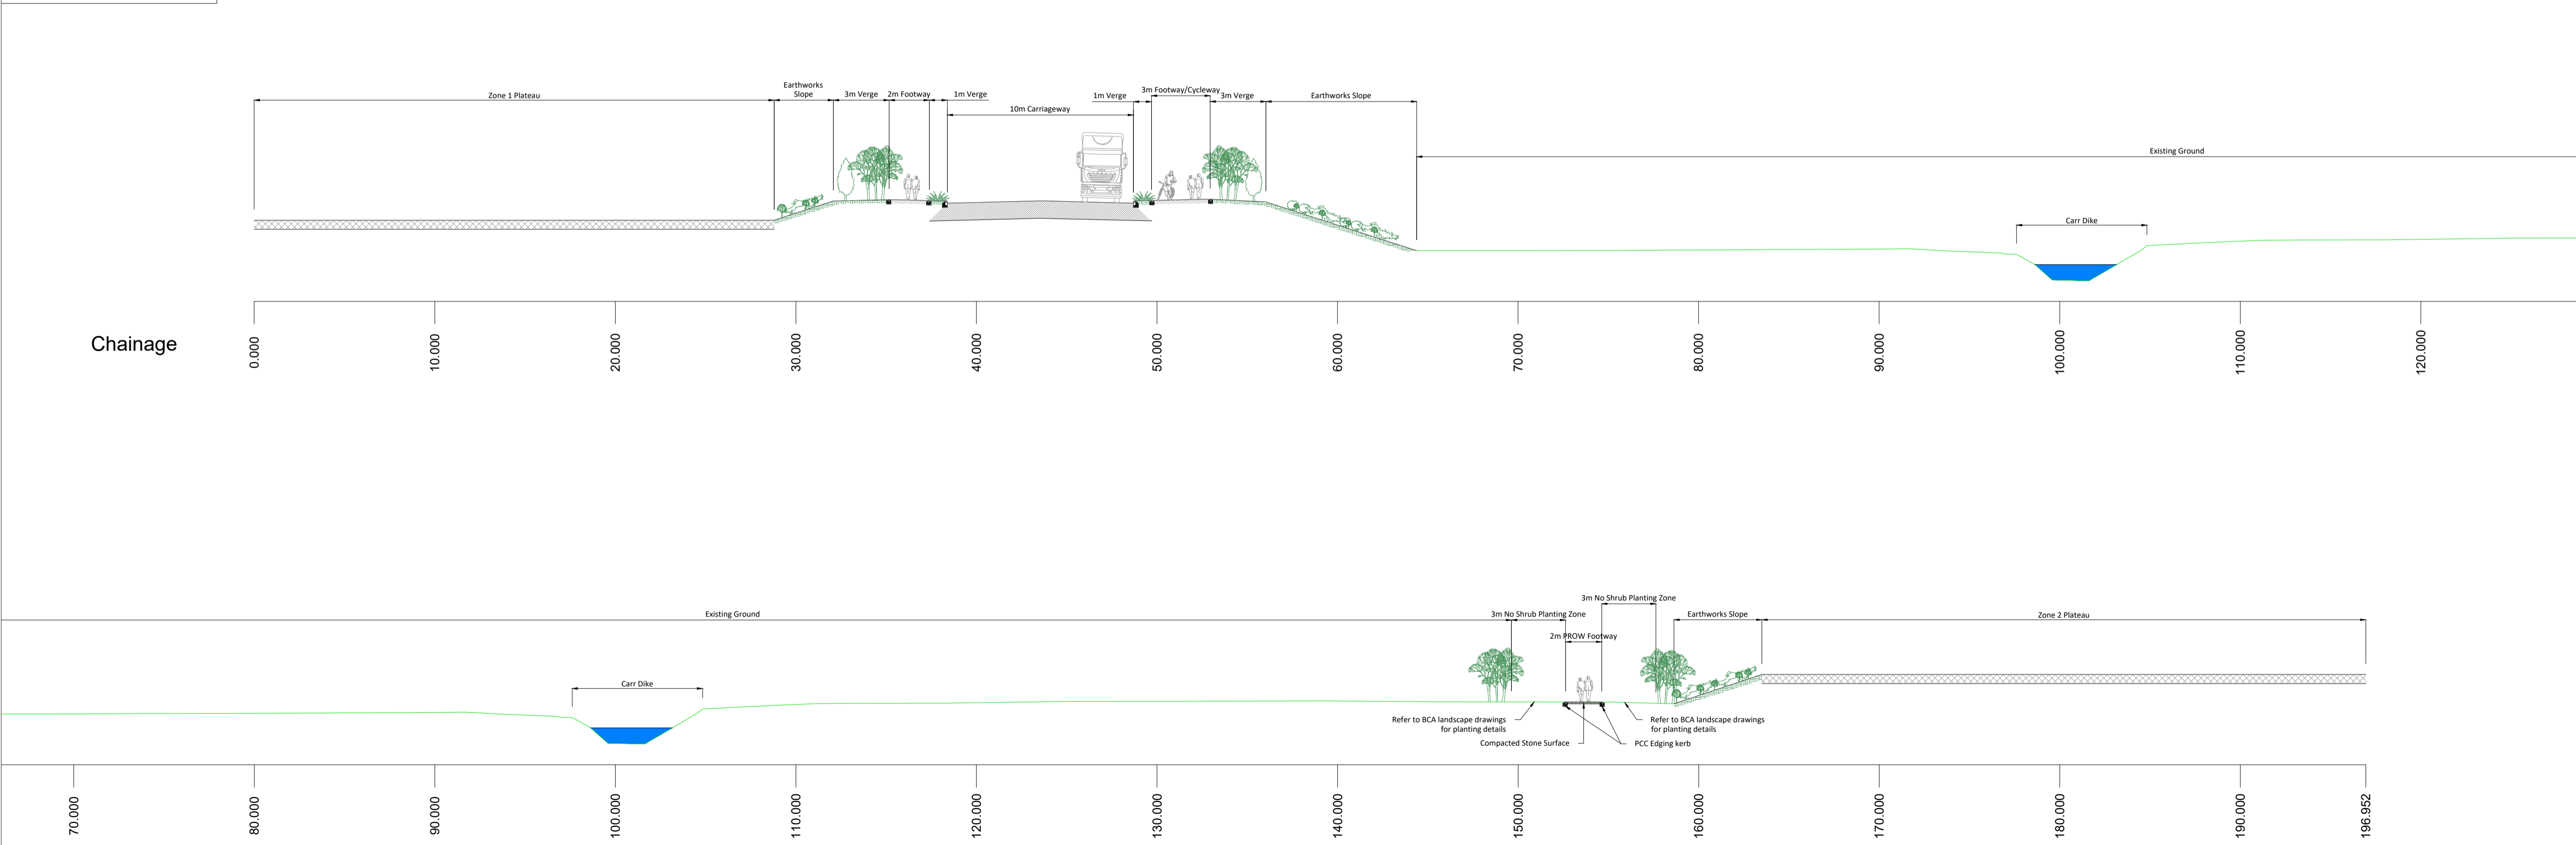 Earthworks
Slope
Zone 1 Plateau
3m Verge
2m Footway
1m Verge
10m Carriageway
1m Verge
3m Footway/Cycleway
3m Verge
Earthworks Slope
Existing Ground
Carr Dike
Chainage
0.000
10.000
20.000
30.000
40.000
50.000
60.000
70.000
80.000
90.000
100.000
110.000
120.000
Existing Ground
3m No Shrub Planting Zone
3m No Shrub Planting Zone
2m PROW Footway
Earthworks Slope
Zone 2 Plateau
Carr Dike
Refer to BCA landscape drawings
for planting details
Refer to BCA landscape drawings
for planting details
Compacted Stone Surface
PCC Edging kerb
70.000
80.000
90.000
100.000
110.000
120.000
130.000
140.000
150.000
160.000
170.000
180.000
190.000
196.952